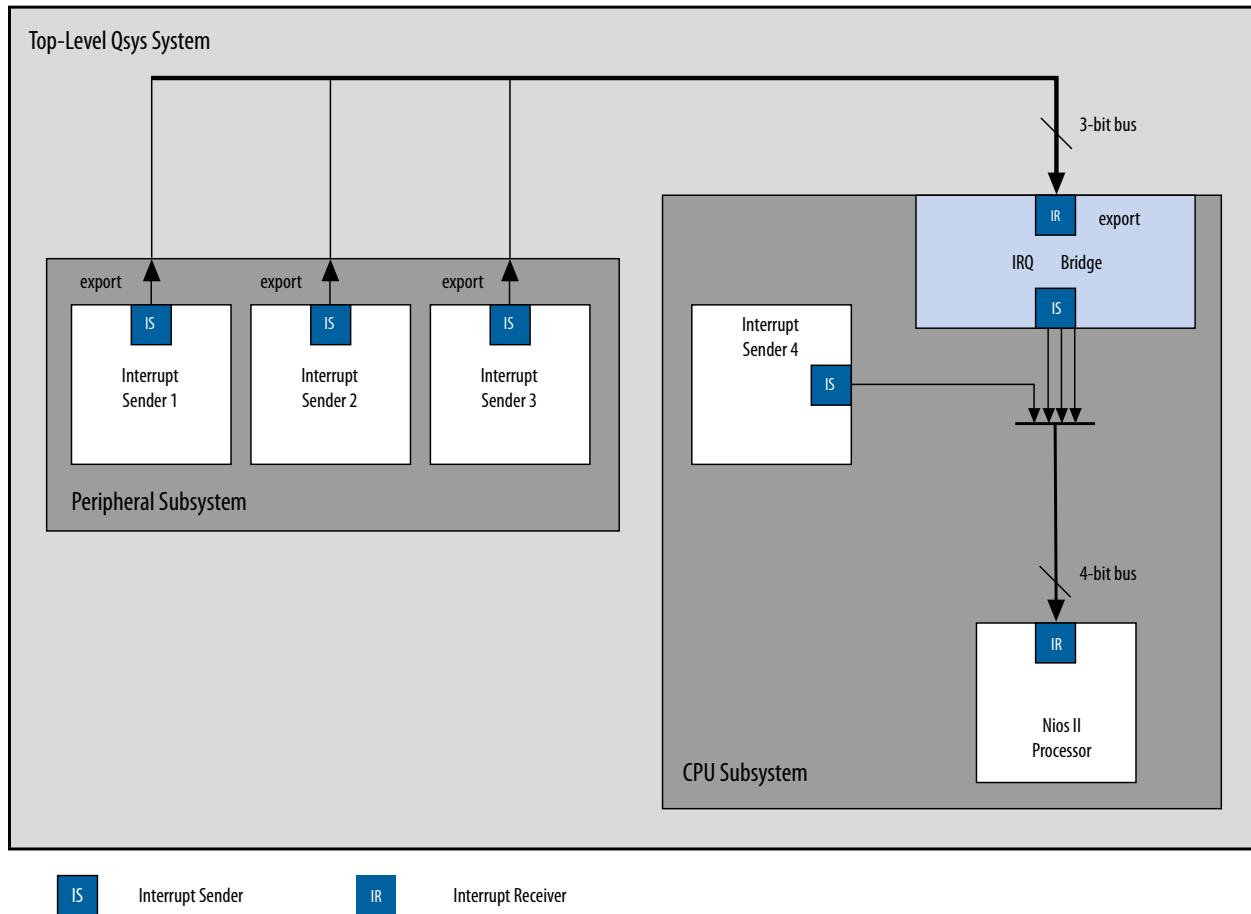 Top-Level Qsys System
3-bit bus
IR
export
IRQ Bridge
IS
export
export
export
IS
IS
IS
Interrupt
Sender 1
Interrupt
Sender 2
Interrupt
Sender 3
Peripheral Subsystem
Interrupt
Sender 4
IS
4-bit bus
IR
Nios II
Processor
CPU Subsystem
IS
Interrupt Sender
IR
Interrupt Receiver